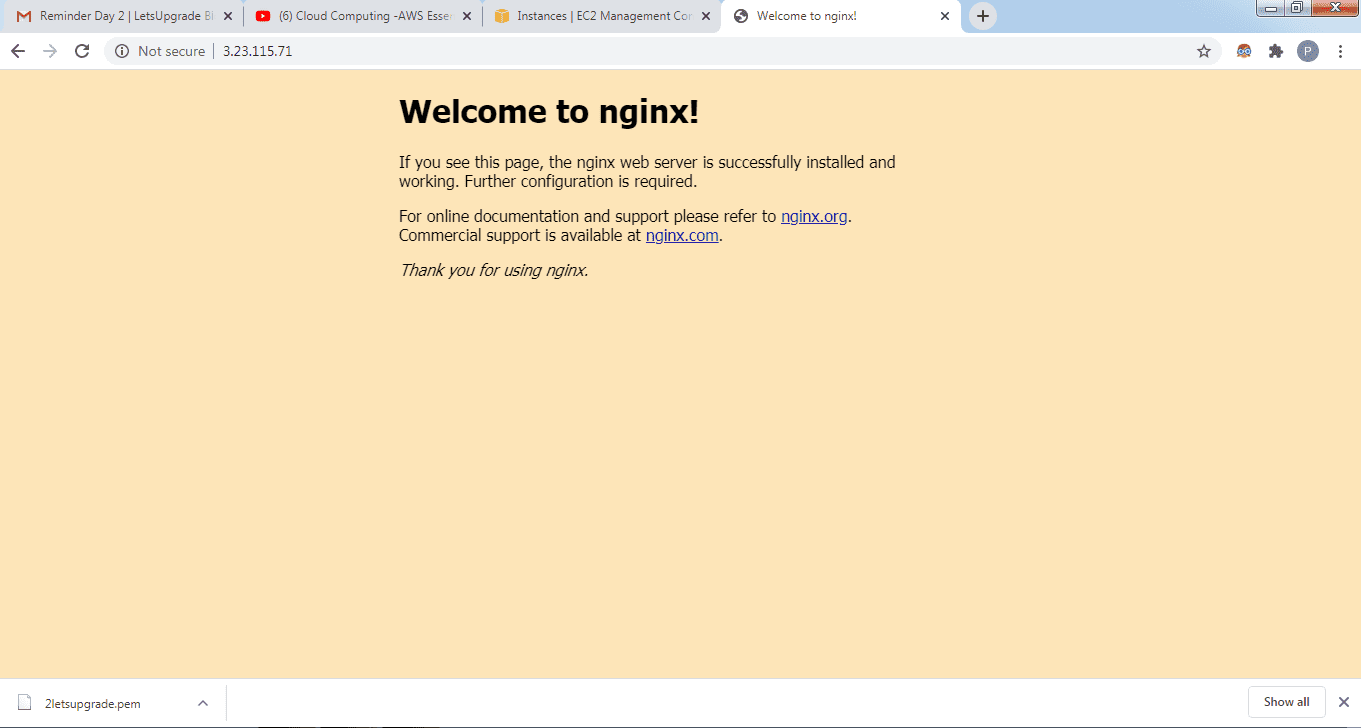 Reminder Day 2 | LetsUpgrade Bi
(6) Cloud Computing -AWS Esse
Instances | EC2 Management Cor
Welcome to nginx!
Not secure | 3.23.115.71
P
Welcome to nginx!
If you see this page, the nginx web server is successfully installed and
working. Further configuration is required.
For online documentation and support please refer to nginx.org.
Commercial support is available at nginx.com.
Thank you for using nginx.
2letsupgrade.pem
Show all